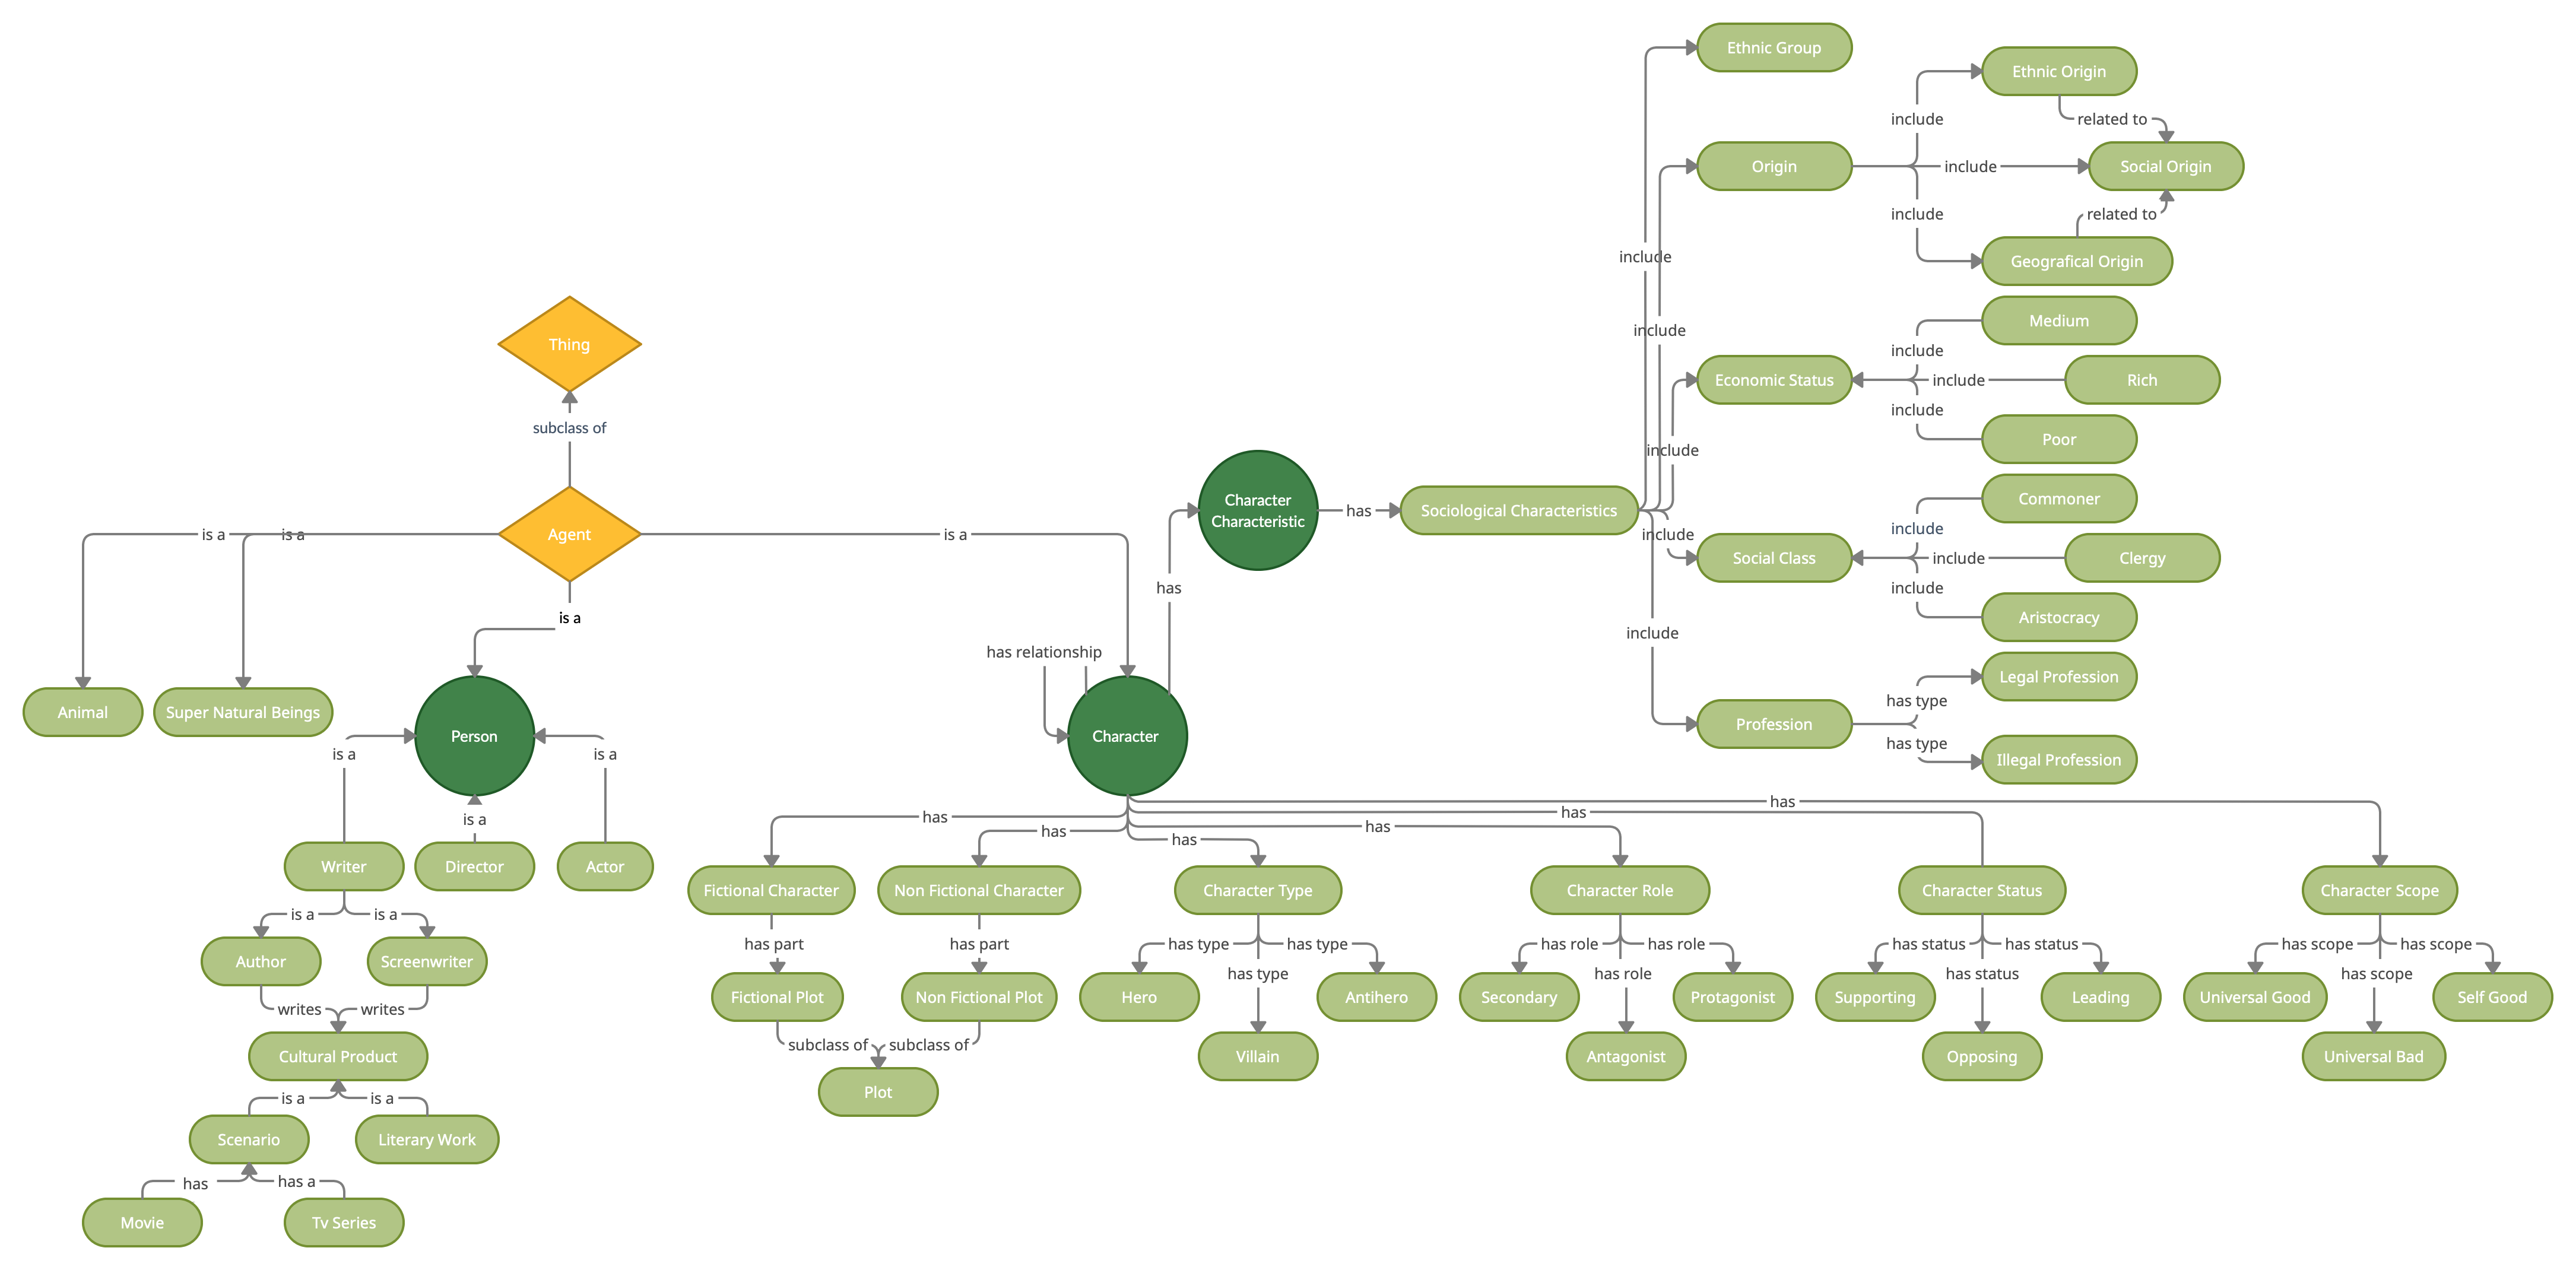 Ethnic Group
Ethnic Origin
include
related to
Origin
include
Social Origin
include
related to
include
Geografical Origin
Medium
include
Thing
include
Economic Status
include
Rich
include
subclass of
Poor
include
Character
Characteristic
has
Sociological Characteristics
Commoner
include
include
Social Class
include
Clergy
include
Aristocracy
is a
is a
Agent
is a
has
is a
include
has relationship
Legal Profession
has type
Profession
has type
Illegal Profession
Animal
Super Natural Beings
Person
Character
is a
is a
is a
has
has
has
has
has
has
Writer
Director
Actor
Fictional Character
Non Fictional Character
Character Type
Character Role
Character Status
Character Scope
is a
is a
has part
has part
has type
has type
has type
has role
has role
has role
has status
has status
has status
has scope
has scope
has scope
Author
Screenwriter
Fictional Plot
Non Fictional Plot
Hero
Antihero
Secondary
Protagonist
Supporting
Leading
Universal Good
Self Good
writes
writes
subclass of
subclass of
Cultural Product
Villain
Antagonist
Opposing
Universal Bad
Plot
is a
is a
Scenario
Literary Work
has
has a
Movie
Tv Series